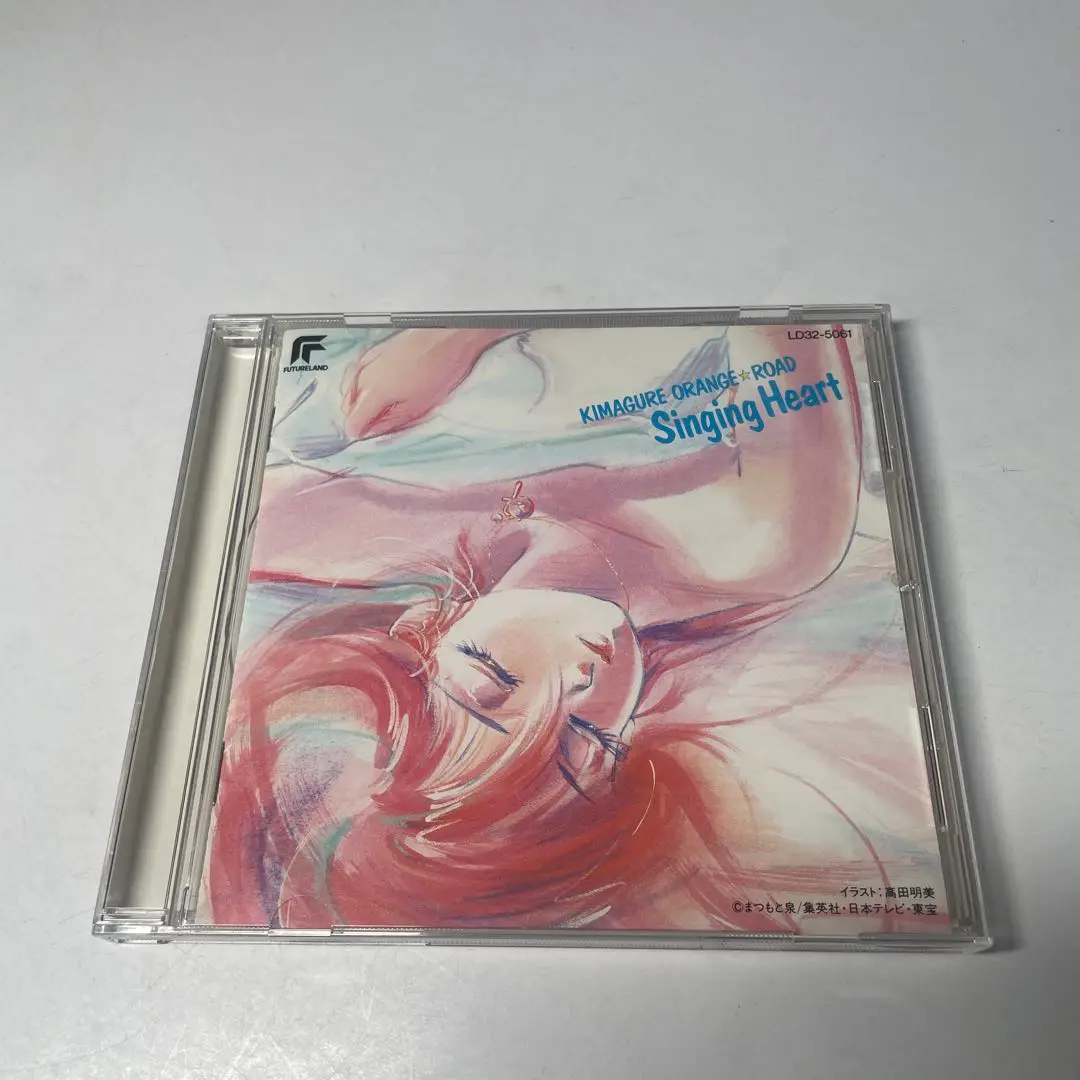 FUTURELAND
LD32-5061
KIMAGURE ORANGE☆ROAD
Singing Heart
イラスト:高田明美
©まつもと泉/集英社・日本テレビ・東宝